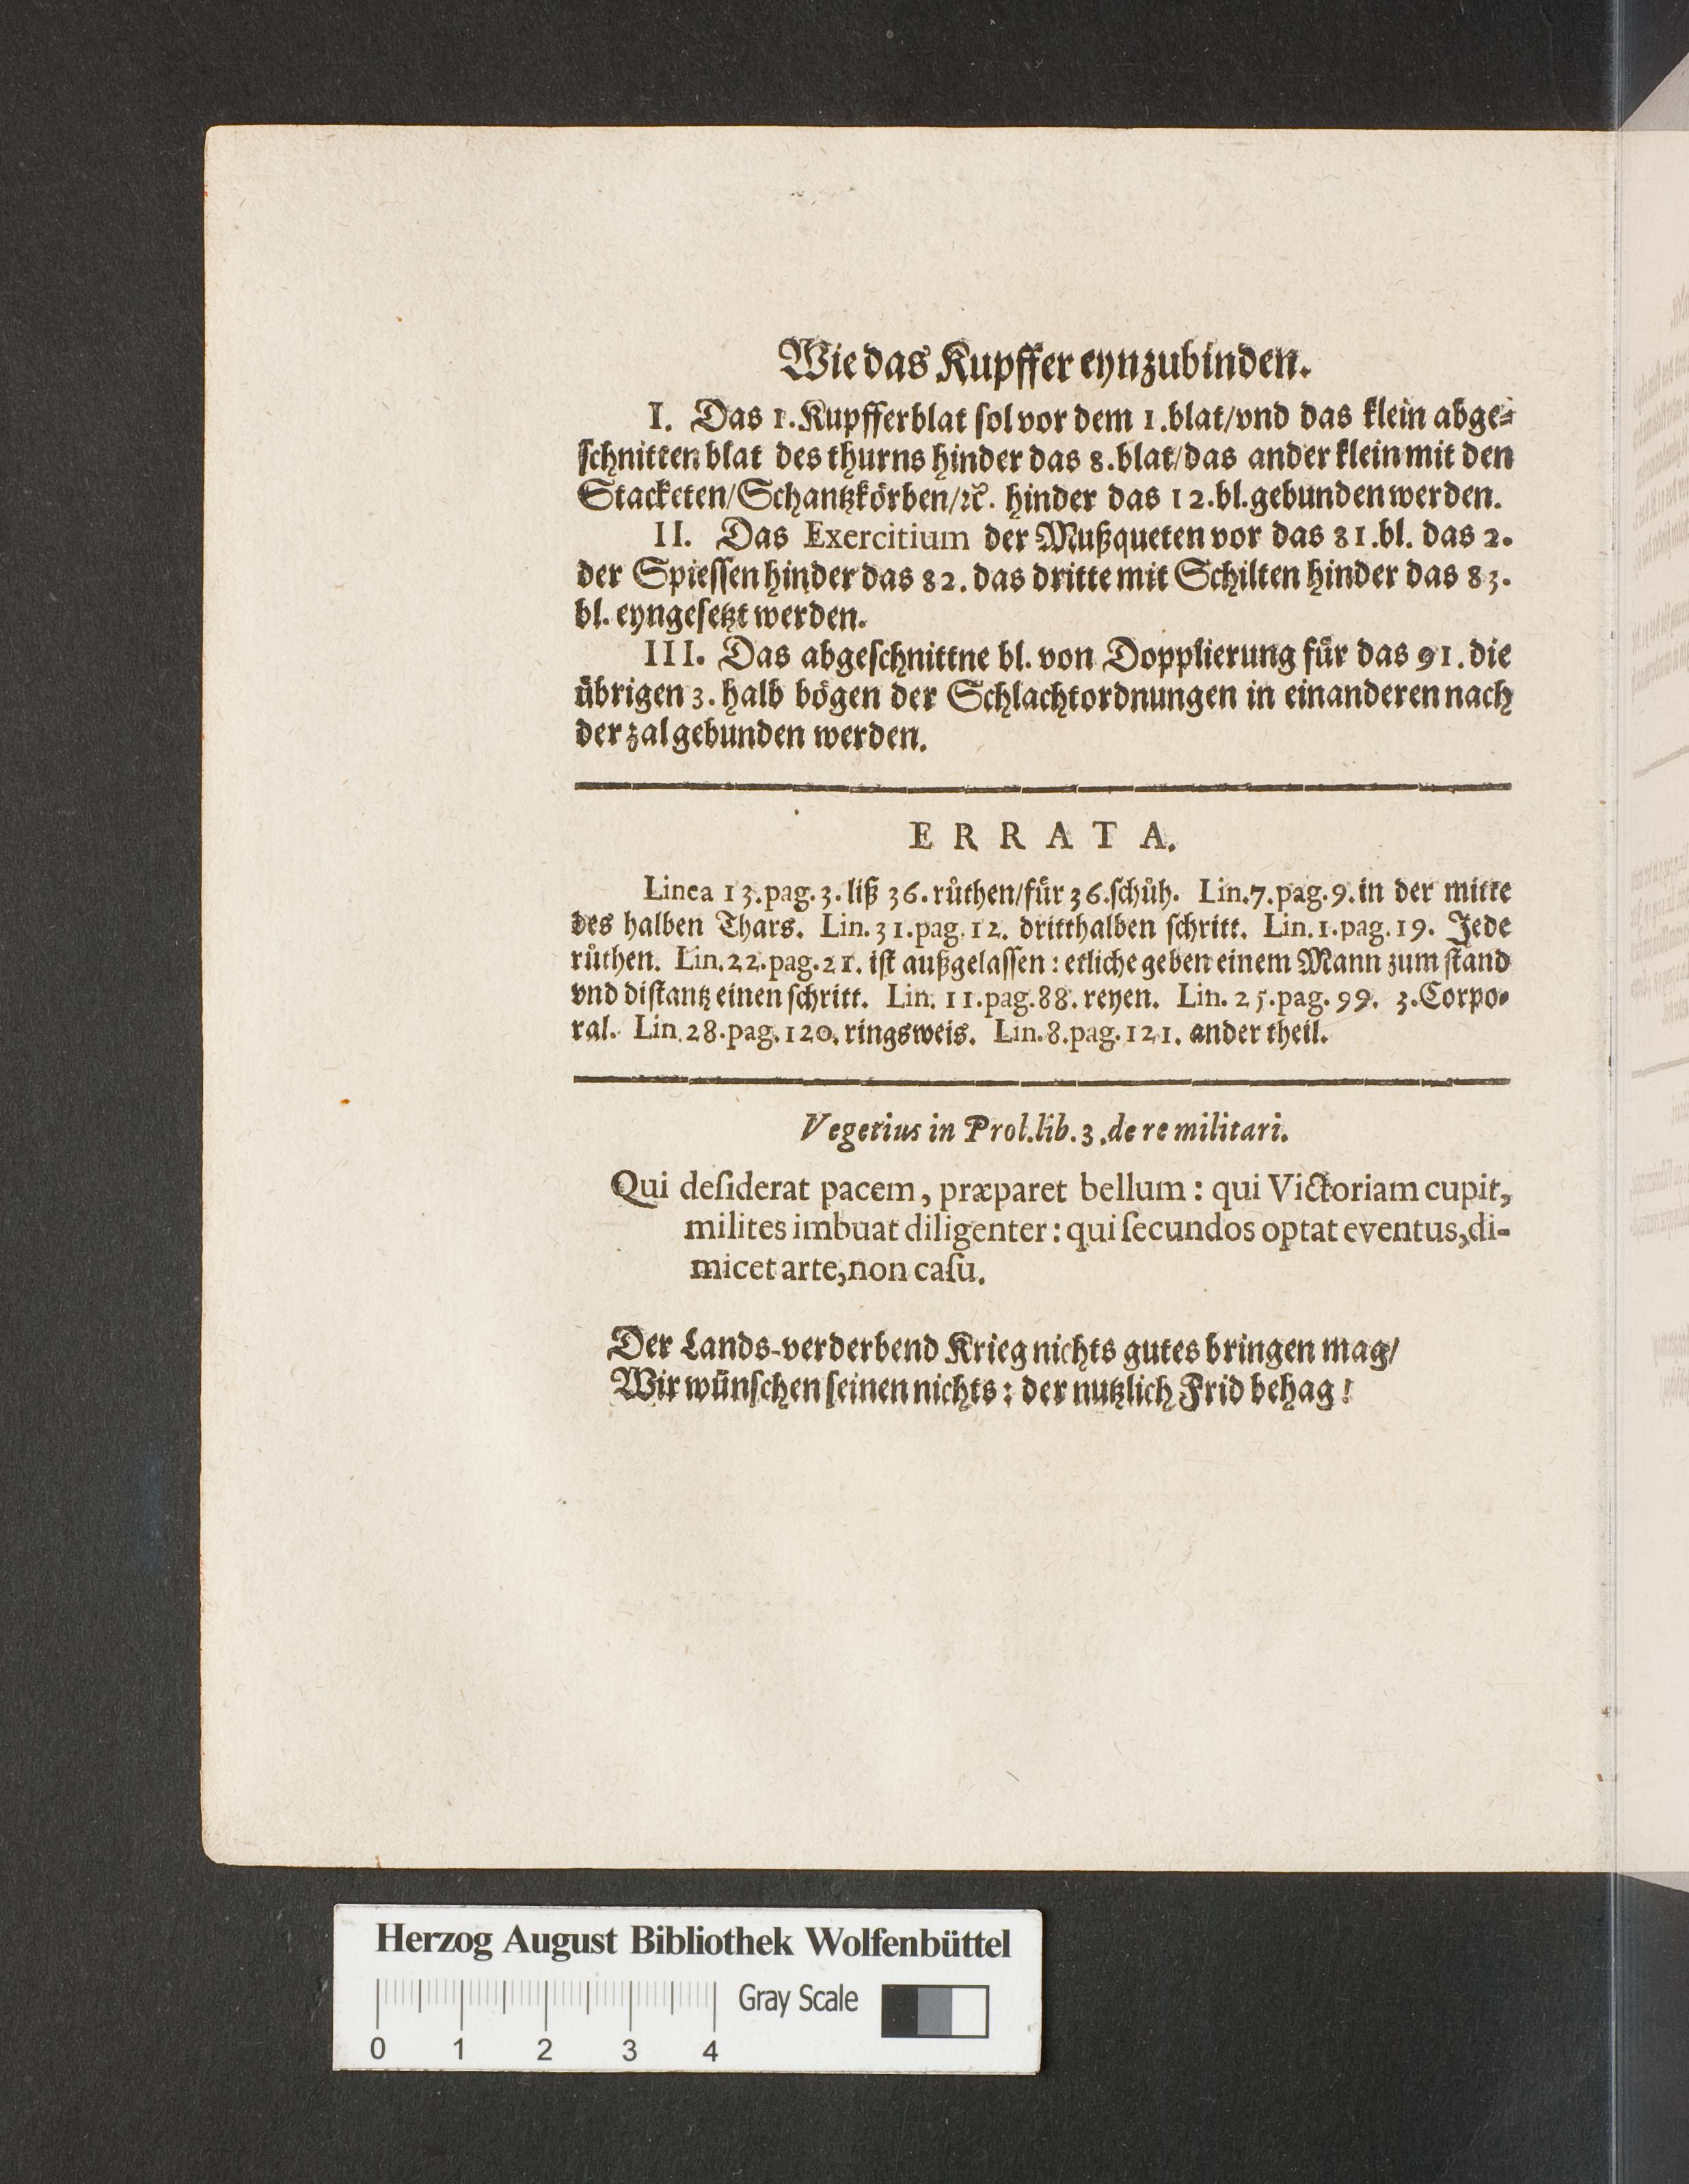 Wie das Kupffer eynzubinden.
I. Das 1. Kupfferblat sol vor dem 1. blat/vnd das klein abge-
schnitten blat des thurns hinder das 8. blat/das ander klein mit den
Stacketen/Schantzkörben/ꝛc. hinder das 12. bl. gebunden werden.
II. Das Exercitium der Mußqueten vor das 81. bl. das 2.
der Spiessen hinder das 82. das dritte mit Schilten hinder das 83.
bl. eyngesetzt werden.
III. Das abgeschnittne bl. von Dopplierung für das 91. die
übrigen 3. halb bögen der Schlachtordnungen in einanderen nach
der zal gebunden werden.
ERRATA.
Linea 13. pag. 3. liß 36. růthen/für 36. schůh. Lin. 7. pag. 9. in der mitte
des halben Thars. Lin. 31. pag. 12. dritthalben schritt. Lin. 1. pag. 19. Jede
růthen. Lin. 22. pag. 21. ist außgelassen: etliche geben einem Mann zum stand
vnd distantz einen schritt. Lin. 11. pag. 88. reyen. Lin. 25. pag. 99. 3. Corpo-
ral. Lin 28. pag. 120. ringsweis. Lin. 8. pag. 121. ander theil.
Vegetius in Prol. lib. 3. de re militari.
Qui desiderat pacem, præparet bellum: qui Victoriam cupit,
milites imbuat diligenter: qui secundos optat eventus, di-
micet arte, non casu.
Der Lands-verderbend Krieg nichts gutes bringen mag/
Wir wünschen seinen nichts: der nutzlich Frid behag!
Herzog August Bibliothek Wolfenbüttel
Gray Scale
0 1 2 3 4